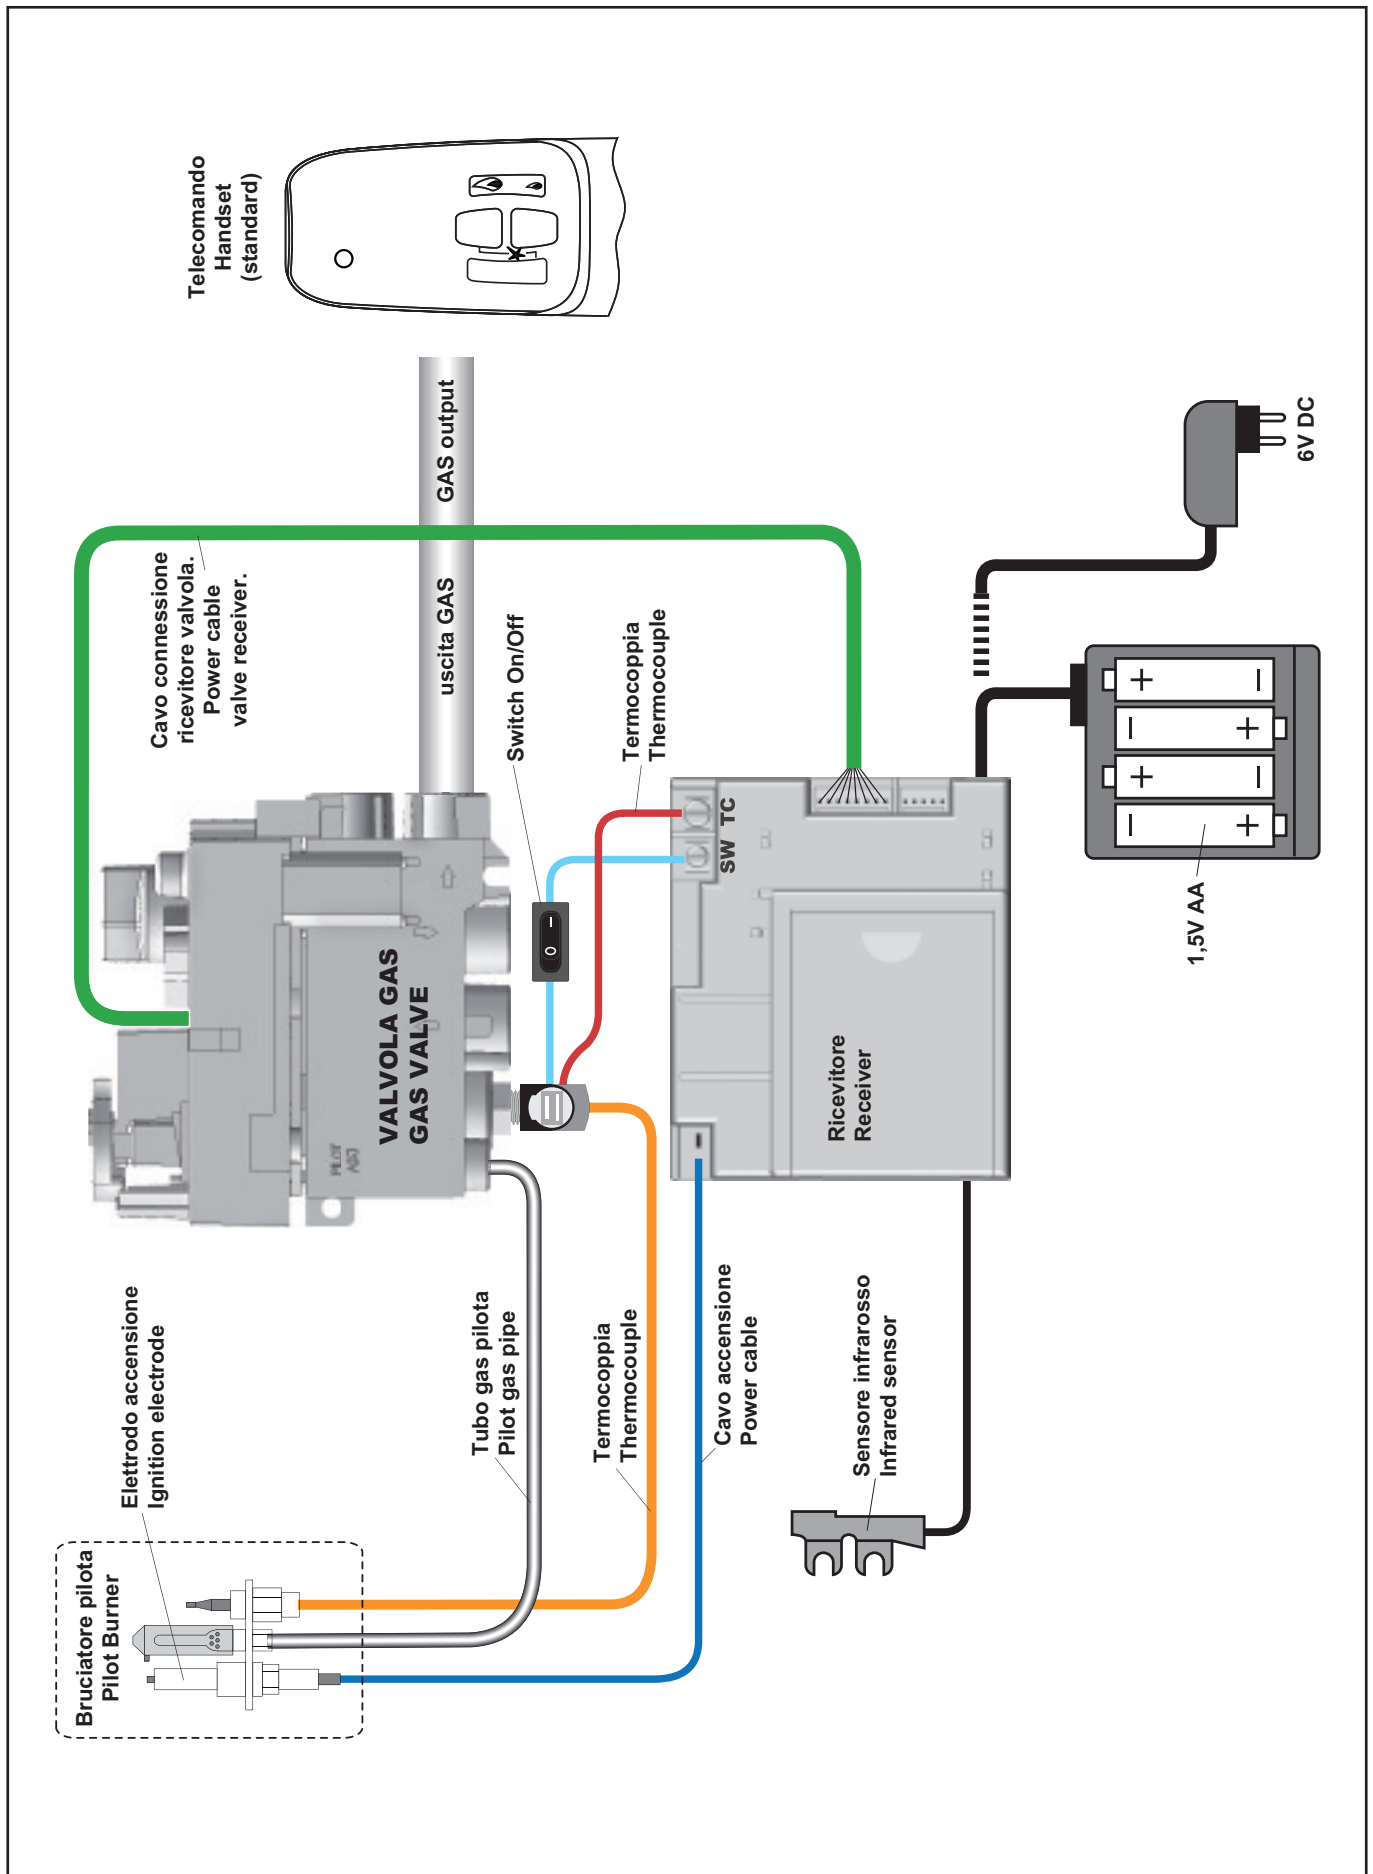 Bruciatore pilota
Pilot Burner
Elettrodo accensione
Ignition electrode
Tubo gas pilota
Pilot gas pipe
Termocoppia
Thermocouple
Cavo accensione
Power cable
Sensore infrarosso
Infrared sensor
VALVOLA GAS
GAS VALVE
PILOT
ADJ
Ricevitore
Receiver
SW TC
0 I
Switch On/Off
Termocoppia
Thermocouple
Cavo connessione
ricevitore valvola.
Power cable
valve receiver.
uscita GAS
GAS output
Telecomando
Handset
(standard)
1,5V AA
+ −
− +
+ −
− +
6V DC